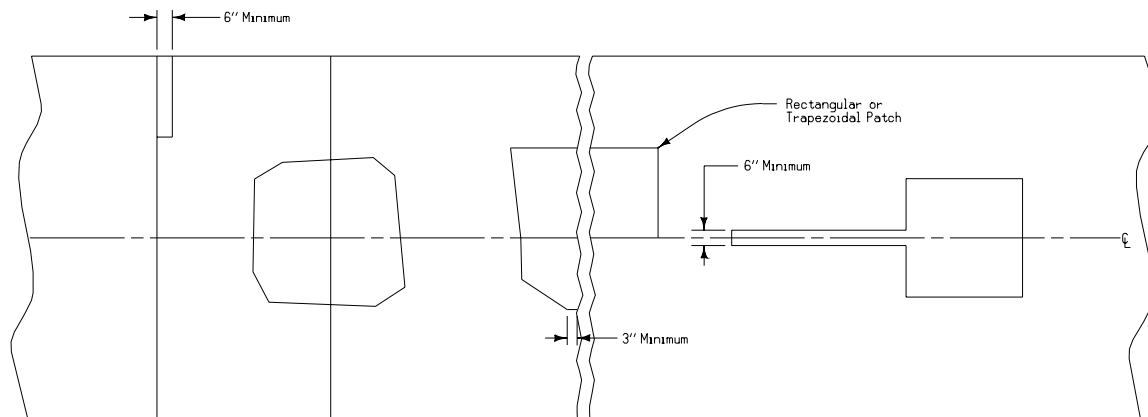 6" Minimum
Rectangular or
Trapezoidal Patch
6" Minimum
℄
3" Minimum